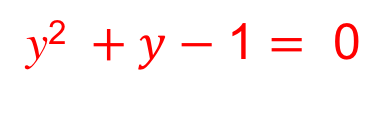 y² + y − 1 = 0